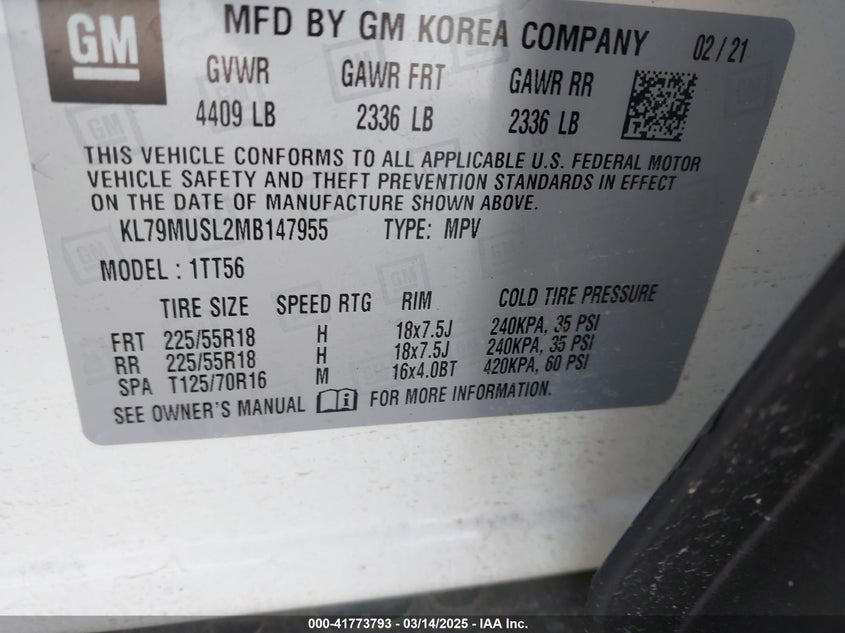 GM
MFD BY GM KOREA COMPANY 02/21
GVWR GAWR FRT GAWR RR
4409 LB 2336 LB 2336 LB
THIS VEHICLE CONFORMS TO ALL APPLICABLE U.S. FEDERAL MOTOR
VEHICLE SAFETY AND THEFT PREVENTION STANDARDS IN EFFECT
ON THE DATE OF MANUFACTURE SHOWN ABOVE.
KL79MUSL2MB147955 TYPE: MPV
MODEL : 1TT56
TIRE SIZE SPEED RTG RIM COLD TIRE PRESSURE
FRT 225/55R18 H 18x7.5J 240KPA, 35 PSI
RR 225/55R18 H 18x7.5J 240KPA, 35 PSI
SPA T125/70R16 M 16x4.0BT 420KPA, 60 PSI
SEE OWNER'S MANUAL i FOR MORE INFORMATION.
000-41773793 - 03/14/2025 - IAA Inc.